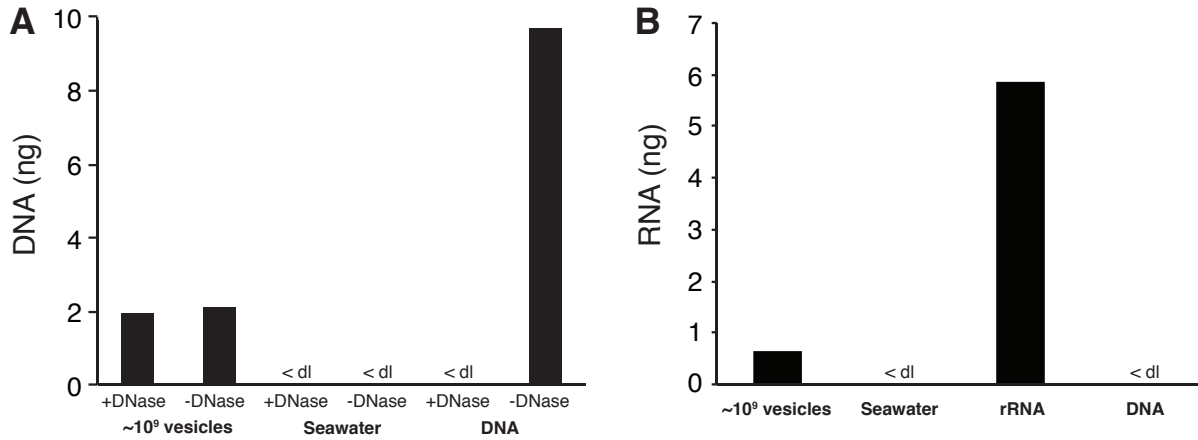 A
DNA (ng)
10
8
6
4
2
0
< dl
< dl
< dl
+DNase
-DNase
+DNase
-DNase
+DNase
-DNase
~10⁹ vesicles
Seawater
DNA
B
RNA (ng)
7
6
5
4
3
2
1
0
< dl
< dl
~10⁹ vesicles
Seawater
rRNA
DNA